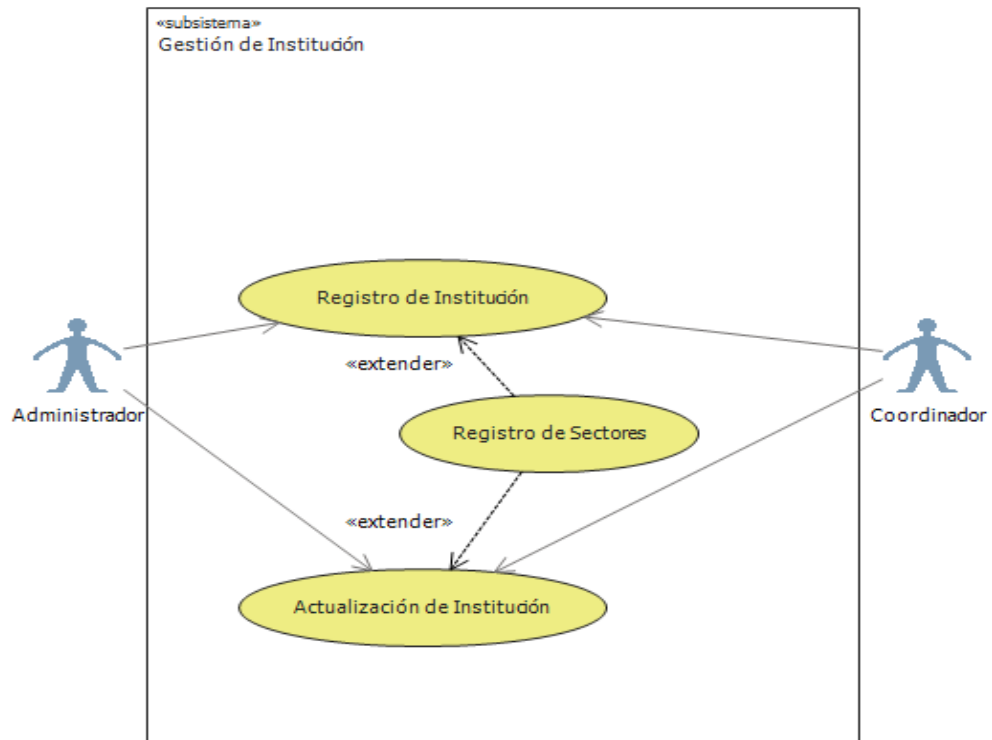 «subsistema»
Gestión de Institución
Registro de Institución
«extender»
Administrador
Coordinador
Registro de Sectores
«extender»
Actualización de Institución